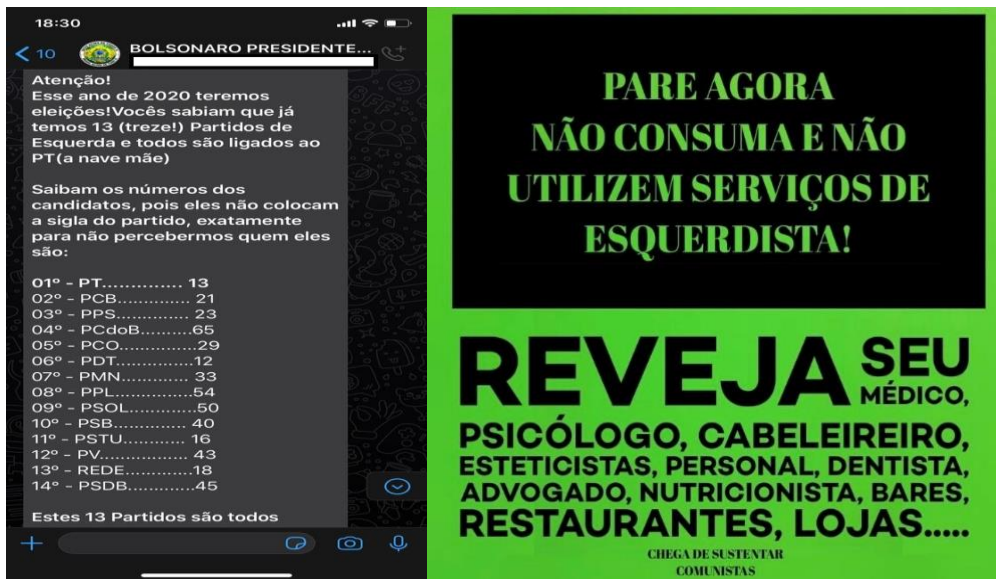 18:30
10
BOLSONARO PRESIDENTE...
Atenção!
Esse ano de 2020 teremos
eleições!Vocês sabiam que já
temos 13 (treze!) Partidos de
Esquerda e todos são ligados ao
PT(a nave mãe)
Saibam os números dos
candidatos, pois eles não colocam
a sigla do partido, exatamente
para não percebermos quem eles
são:
01º - PT.............. 13
02º - PCB............. 21
03º - PPS.............. 23
04º - PCdoB..........65
05º - PCO..............29
06º - PDT..............12
07º - PMN............. 33
08º - PPL..............54
09º - PSOL.............50
10º - PSB.............. 40
11º - PSTU............ 16
12º - PV................. 43
13º - REDE.............18
14º - PSDB.............45
Estes 13 Partidos são todos
PARE AGORA
NÃO CONSUMA E NÃO
UTILIZEM SERVIÇOS DE
ESQUERDISTA!
REVEJA SEU
MÉDICO,
PSICÓLOGO, CABELEIREIRO,
ESTETICISTAS, PERSONAL, DENTISTA,
ADVOGADO, NUTRICIONISTA, BARES,
RESTAURANTES, LOJAS.....
CHEGA DE SUSTENTAR
COMUNISTAS